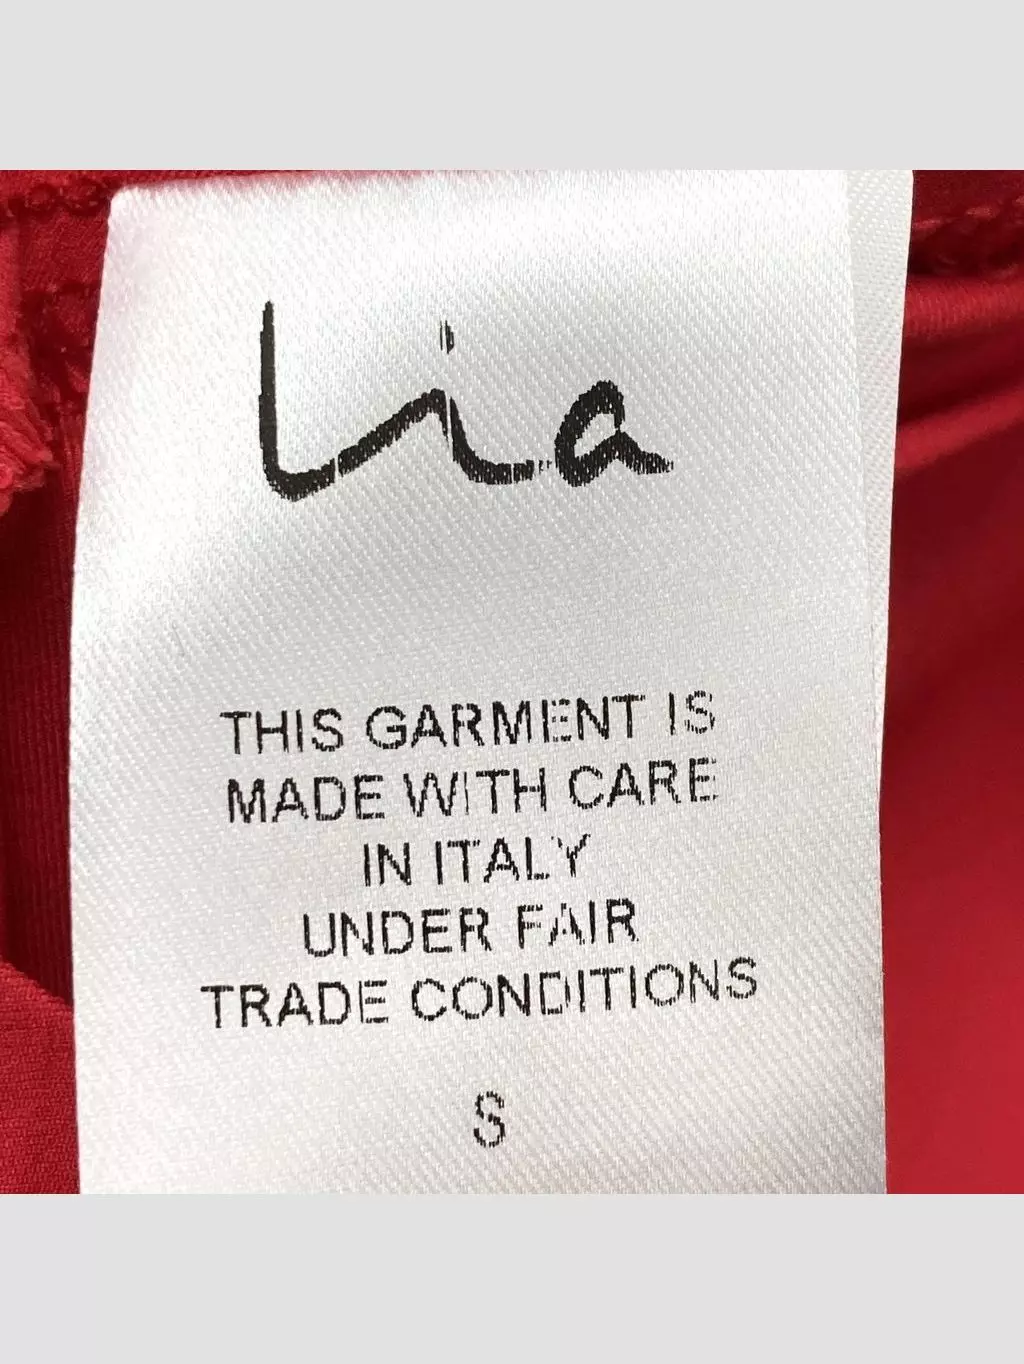 Lia
THIS GARMENT IS
MADE WITH CARE
IN ITALY
UNDER FAIR
TRADE CONDITIONS
S